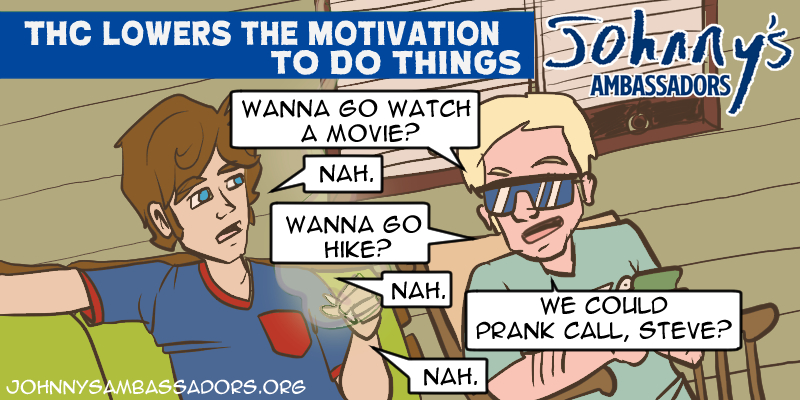 THC LOWERS THE MOTIVATION
TO DO THINGS
Johnny's
AMBASSADORS
WANNA GO WATCH
A MOVIE?
NAH.
WANNA GO
HIKE?
NAH.
WE COULD
PRANK CALL, STEVE?
NAH.
JOHNNYSAMBASSADORS.ORG